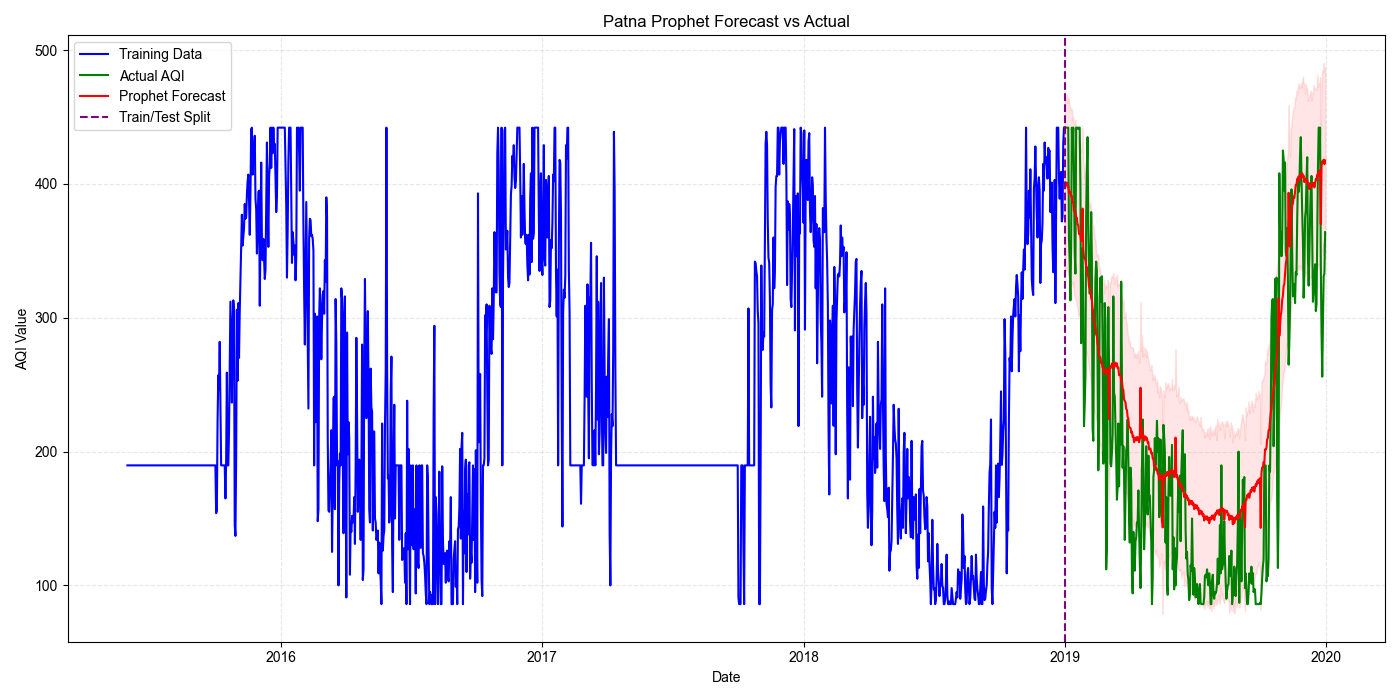 Patna Prophet Forecast vs Actual
Training Data
Actual AQI
Prophet Forecast
Train/Test Split
AQI Value
500
400
300
200
100
2016
2017
2018
2019
2020
Date